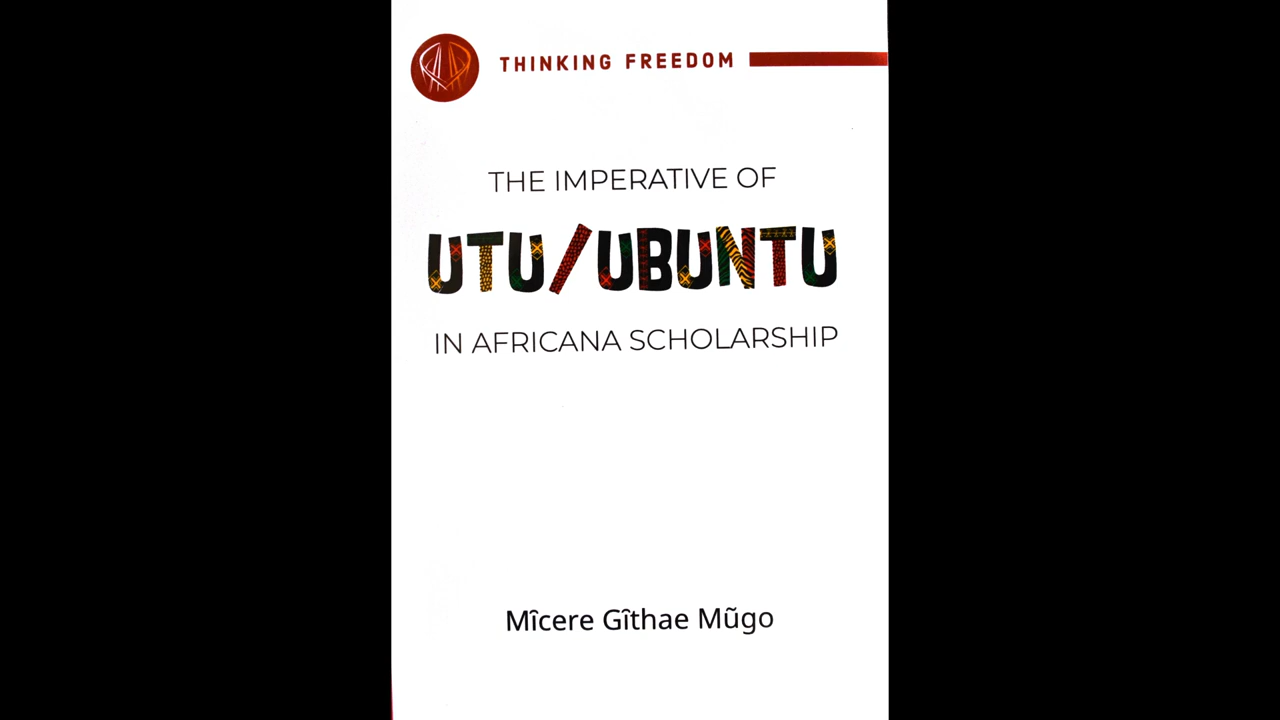 THINKING FREEDOM
THE IMPERATIVE OF
UTU/UBUNTU
IN AFRICANA SCHOLARSHIP
Mîcere Gîthae Mũgo